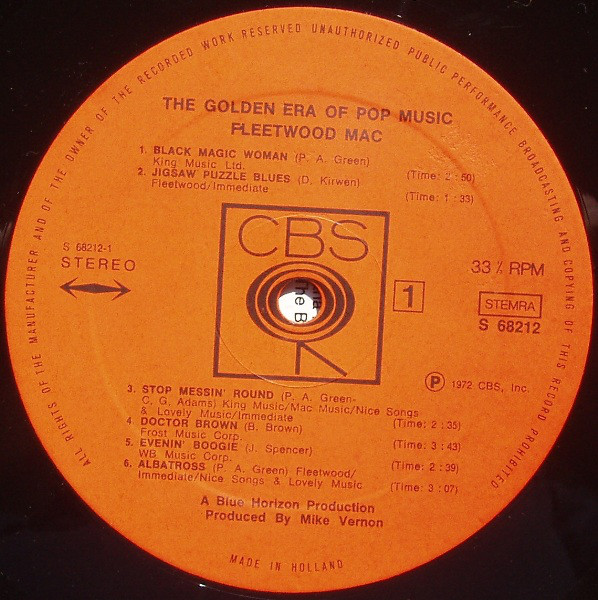 ALL RIGHTS OF THE MANUFACTURER AND OF THE OWNER OF THE RECORDED WORK RESERVED UNAUTHORIZED PUBLIC PERFORMANCE BROADCASTING AND COPYING OF THIS RECORD PROHIBITED
THE GOLDEN ERA OF POP MUSIC
FLEETWOOD MAC
1. BLACK MAGIC WOMAN (P. A. Green)
King Music Ltd. (Time: 2:50)
2. JIGSAW PUZZLE BLUES (D. Kirwen)
Fleetwood/Immediate (Time: 1:33)
CBS
S 68212-1
STEREO
33⅓ RPM
1
STEMRA
S 68212
The B
Ⓟ 1972 CBS, Inc.
3. STOP MESSIN' ROUND (P. A. Green-
C. G. Adams) King Music/Mac Music/Nice Songs
& Lovely Music/Immediate (Time: 2:35)
4. DOCTOR BROWN (B. Brown)
Frost Music Corp. (Time: 3:43)
5. EVENIN' BOOGIE (J. Spencer)
WB Music Corp. (Time: 2:39)
6. ALBATROSS (P. A. Green) Fleetwood/
Immediate/Nice Songs & Lovely Music (Time: 3:07)
A Blue Horizon Production
Produced By Mike Vernon
MADE IN HOLLAND